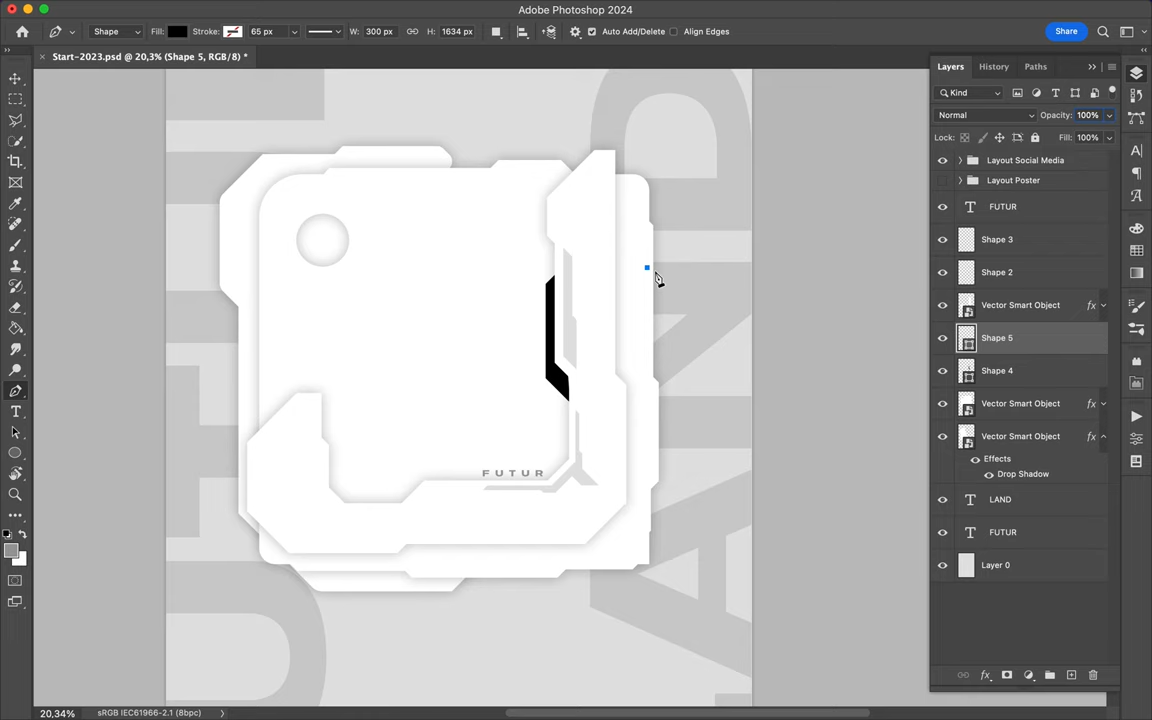 Adobe Photoshop 2024
Shape Fill: Stroke: 65 px W: 300 px H: 1634 px Auto Add/Delete Align Edges Share
Start-2023.psd @ 20,3% (Shape 5, RGB/8) *
Layers History Paths
Kind
Normal Opacity: 100%
Lock: Fill: 100%
Layout Social Media
Layout Poster
FUTUR
Shape 3
Shape 2
Vector Smart Object fx
Shape 5
Shape 4
Vector Smart Object fx
Vector Smart Object fx
Effects
Drop Shadow
LAND
FUTUR
Layer 0
FUTUR
20,34% sRGB IEC61966-2.1 (8bpc)